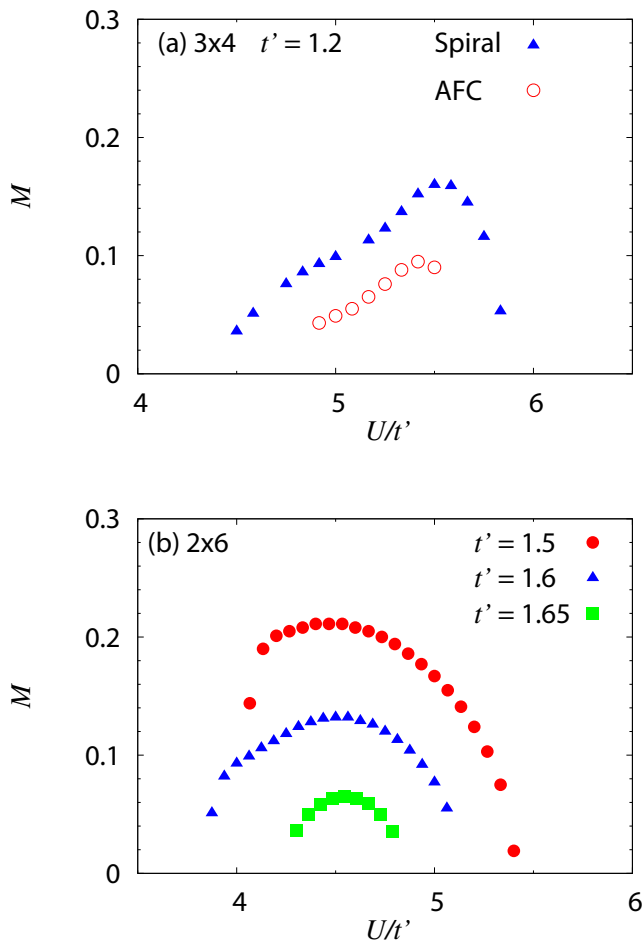 0.3
(a) 3x4 t' = 1.2
Spiral
AFC
0.2
M
0.1
0
4
5
6
U/t'
0.3
(b) 2x6
t' = 1.5
t' = 1.6
t' = 1.65
0.2
M
0.1
0
4
5
6
U/t'